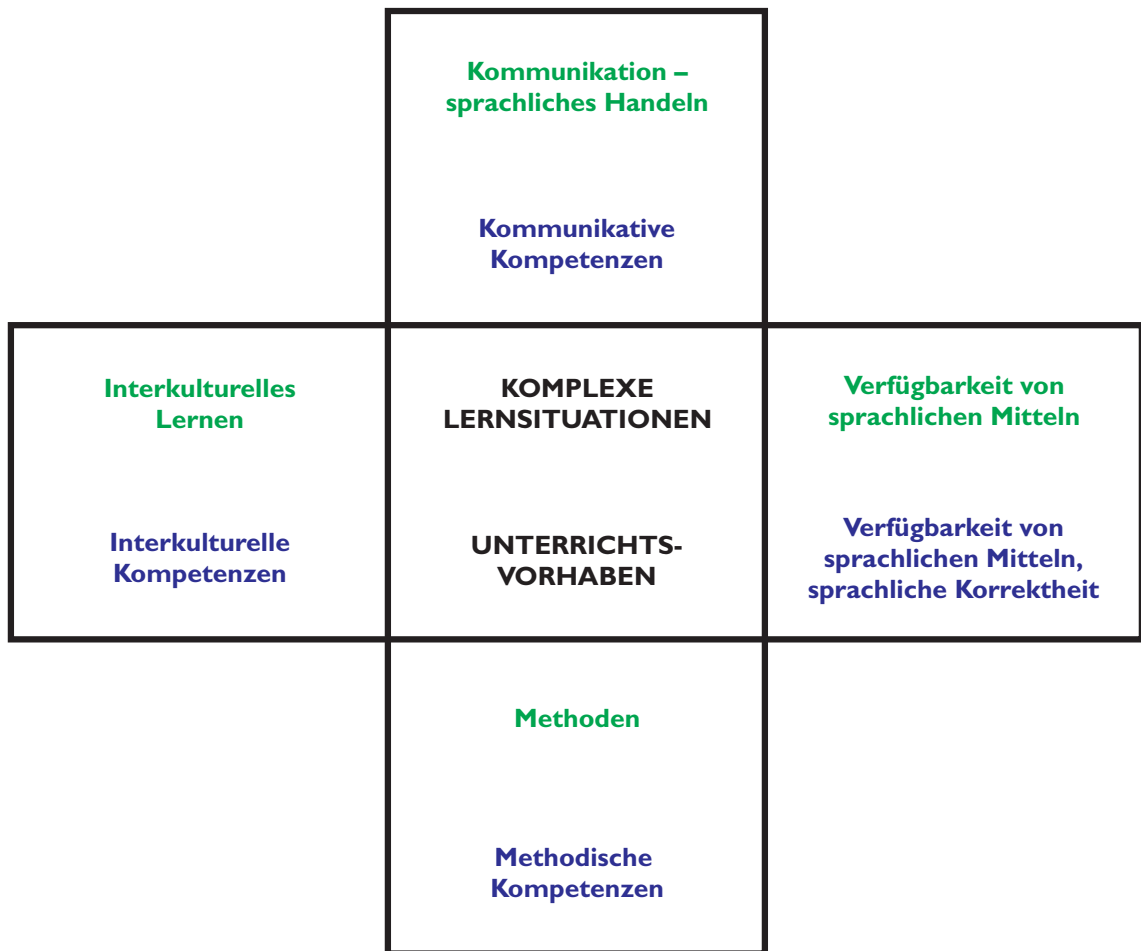 Kommunikation –
sprachliches Handeln
Kommunikative
Kompetenzen
Interkulturelles
Lernen
Interkulturelle
Kompetenzen
KOMPLEXE
LERNSITUATIONEN
UNTERRICHTS-
VORHABEN
Verfügbarkeit von
sprachlichen Mitteln
Verfügbarkeit von
sprachlichen Mitteln,
sprachliche Korrektheit
Methoden
Methodische
Kompetenzen